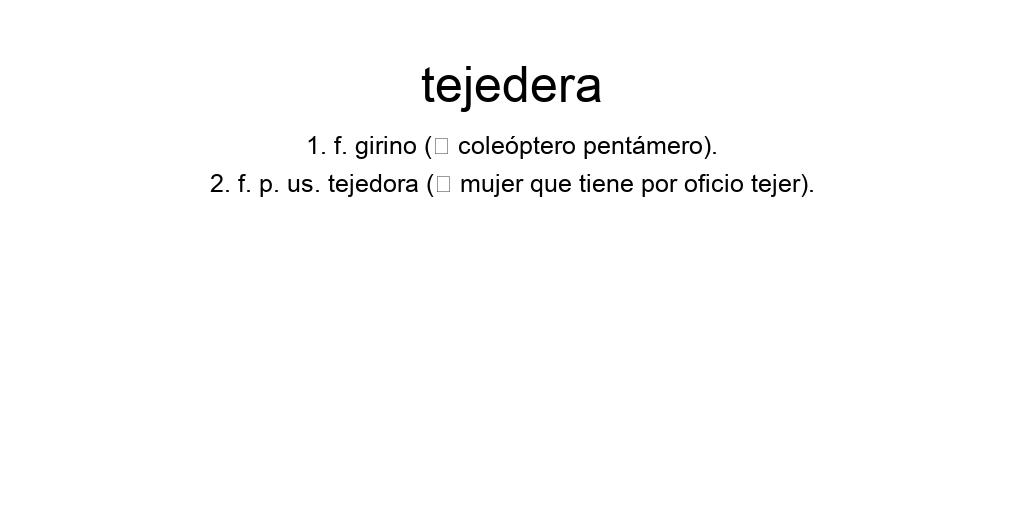 tejedera
1. f. girino (▯ coleóptero pentámero).
2. f. p. us. tejedora (▯ mujer que tiene por oficio tejer).